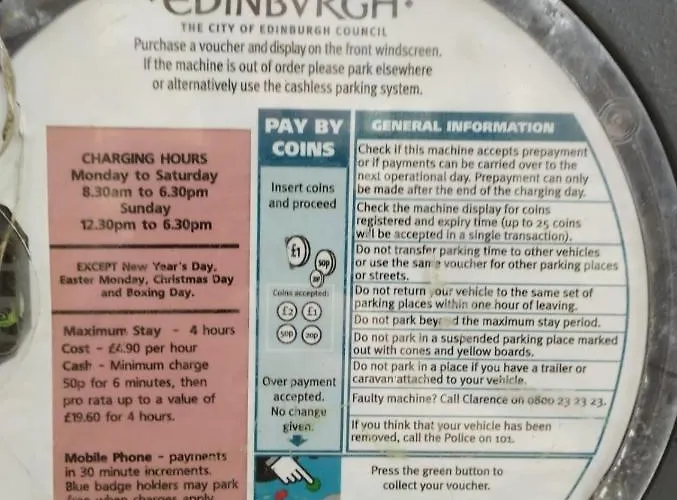 EDINBVRGH
THE CITY OF EDINBURGH COUNCIL
Purchase a voucher and display on the front windscreen.
If the machine is out of order please park elsewhere
or alternatively use the cashless parking system.
CHARGING HOURS
Monday to Saturday
8.30am to 6.30pm
Sunday
12.30pm to 6.30pm
EXCEPT New Year's Day,
Easter Monday, Christmas Day
and Boxing Day.
Maximum Stay - 4 hours
Cost - £4.90 per hour
Cash - Minimum charge
50p for 6 minutes, then
pro rata up to a value of
£19.60 for 4 hours.
Mobile Phone - payments
in 30 minute increments.
Blue badge holders may park
free when charges apply
PAY BY
COINS
Insert coins
and proceed
£1
50p
20p
Coins accepted:
£2 £1
50p 20p
Over payment
accepted.
No change
given.
GENERAL INFORMATION
Check if this machine accepts prepayment
or if payments can be carried over to the
next operational day. Prepayment can only
be made after the end of the charging day.
Check the machine display for coins
registered and expiry time (up to 25 coins
will be accepted in a single transaction).
Do not transfer parking time to other vehicles
or use the same voucher for other parking places
or streets.
Do not return your vehicle to the same set of
parking places within one hour of leaving.
Do not park beyond the maximum stay period.
Do not park in a suspended parking place marked
out with cones and yellow boards.
Do not park in a place if you have a trailer or
caravan attached to your vehicle.
Faulty machine? Call Clarence on 0800 23 23 23.
If you think that your vehicle has been
removed, call the Police on 101.
Press the green button to
collect your voucher.